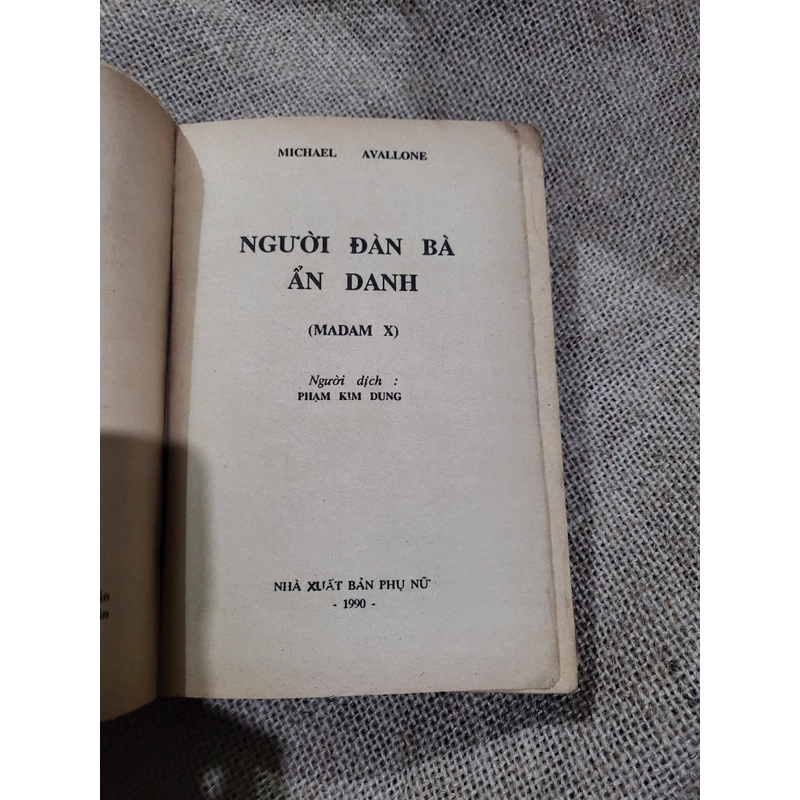 MICHAEL AVALLONE
NGƯỜI ĐÀN BÀ
ẨN DANH
(MADAM X)
Người dịch :
PHẠM KIM DUNG
NHÀ XUẤT BẢN PHỤ NỮ
- 1990 -